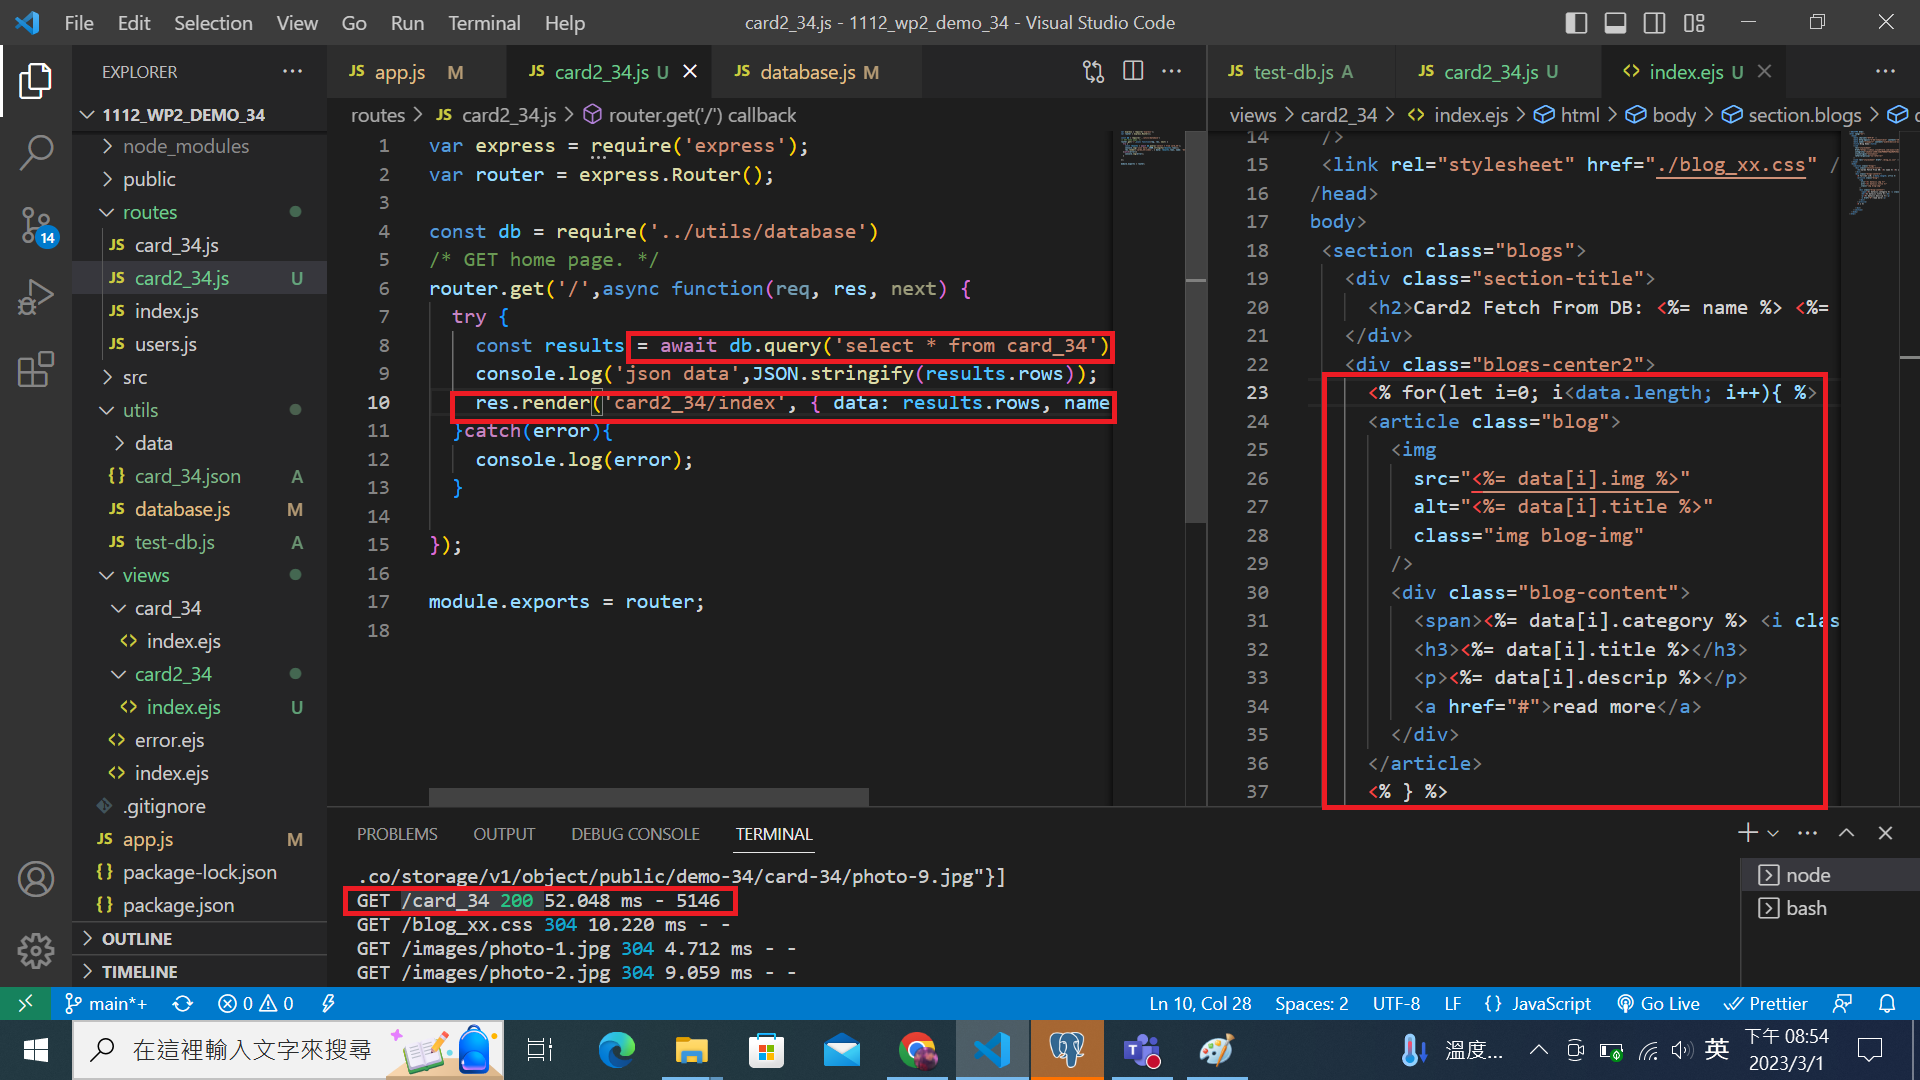 File Edit Selection View Go Run Terminal Help
card2_34.js - 1112_wp2_demo_34 - Visual Studio Code
EXPLORER
1112_WP2_DEMO_34
node_modules
public
routes
card_34.js
card2_34.js U
index.js
users.js
src
utils
data
card_34.json A
database.js M
test-db.js A
views
card_34
index.ejs
card2_34
index.ejs U
error.ejs
index.ejs
.gitignore
app.js M
package-lock.json
package.json
OUTLINE
TIMELINE
14
JS app.js M JS card2_34.js U JS database.js M
routes > JS card2_34.js > router.get('/') callback
1 var express = require('express');
2 var router = express.Router();
3
4 const db = require('../utils/database')
5 /* GET home page. */
6 router.get('/',async function(req, res, next) {
7 try {
8 const results = await db.query('select * from card_34')
9 console.log('json data',JSON.stringify(results.rows));
10 res.render('card2_34/index', { data: results.rows, name
11 }catch(error){
12 console.log(error);
13 }
14
15 });
16
17 module.exports = router;
18
JS test-db.js A JS card2_34.js U index.ejs U
views > card2_34 > index.ejs > html > body > section.blogs >
14 />
15 <link rel="stylesheet" href="./blog_xx.css" /
16 /head>
17 body>
18 <section class="blogs">
19 <div class="section-title">
20 <h2>Card2 Fetch From DB: <%= name %> <%=
21 </div>
22 <div class="blogs-center2">
23 <% for(let i=0; i<data.length; i++){ %>
24 <article class="blog">
25 <img
26 src="<%= data[i].img %>"
27 alt="<%= data[i].title %>"
28 class="img blog-img"
29 />
30 <div class="blog-content">
31 <span><%= data[i].category %> <i clas
32 <h3><%= data[i].title %></h3>
33 <p><%= data[i].descrip %></p>
34 <a href="#">read more</a>
35 </div>
36 </article>
37 <% } %>
PROBLEMS OUTPUT DEBUG CONSOLE TERMINAL
.co/storage/v1/object/public/demo-34/card-34/photo-9.jpg"}]
GET /card_34 200 52.048 ms - 5146
GET /blog_xx.css 304 10.220 ms - -
GET /images/photo-1.jpg 304 4.712 ms - -
GET /images/photo-2.jpg 304 9.059 ms - -
node
bash
main*+ 0 0 Ln 10, Col 28 Spaces: 2 UTF-8 LF {} JavaScript Go Live Prettier
在這裡輸入文字來搜尋
溫度...
英
下午 08:54
2023/3/1